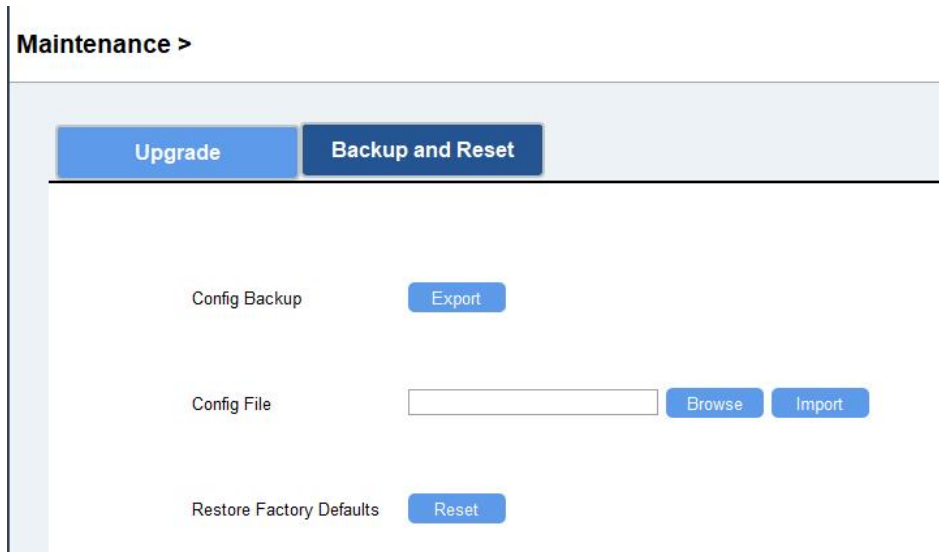 Maintenance >
Upgrade Backup and Reset
Config Backup Export
Config File Browse Import
Restore Factory Defaults Reset